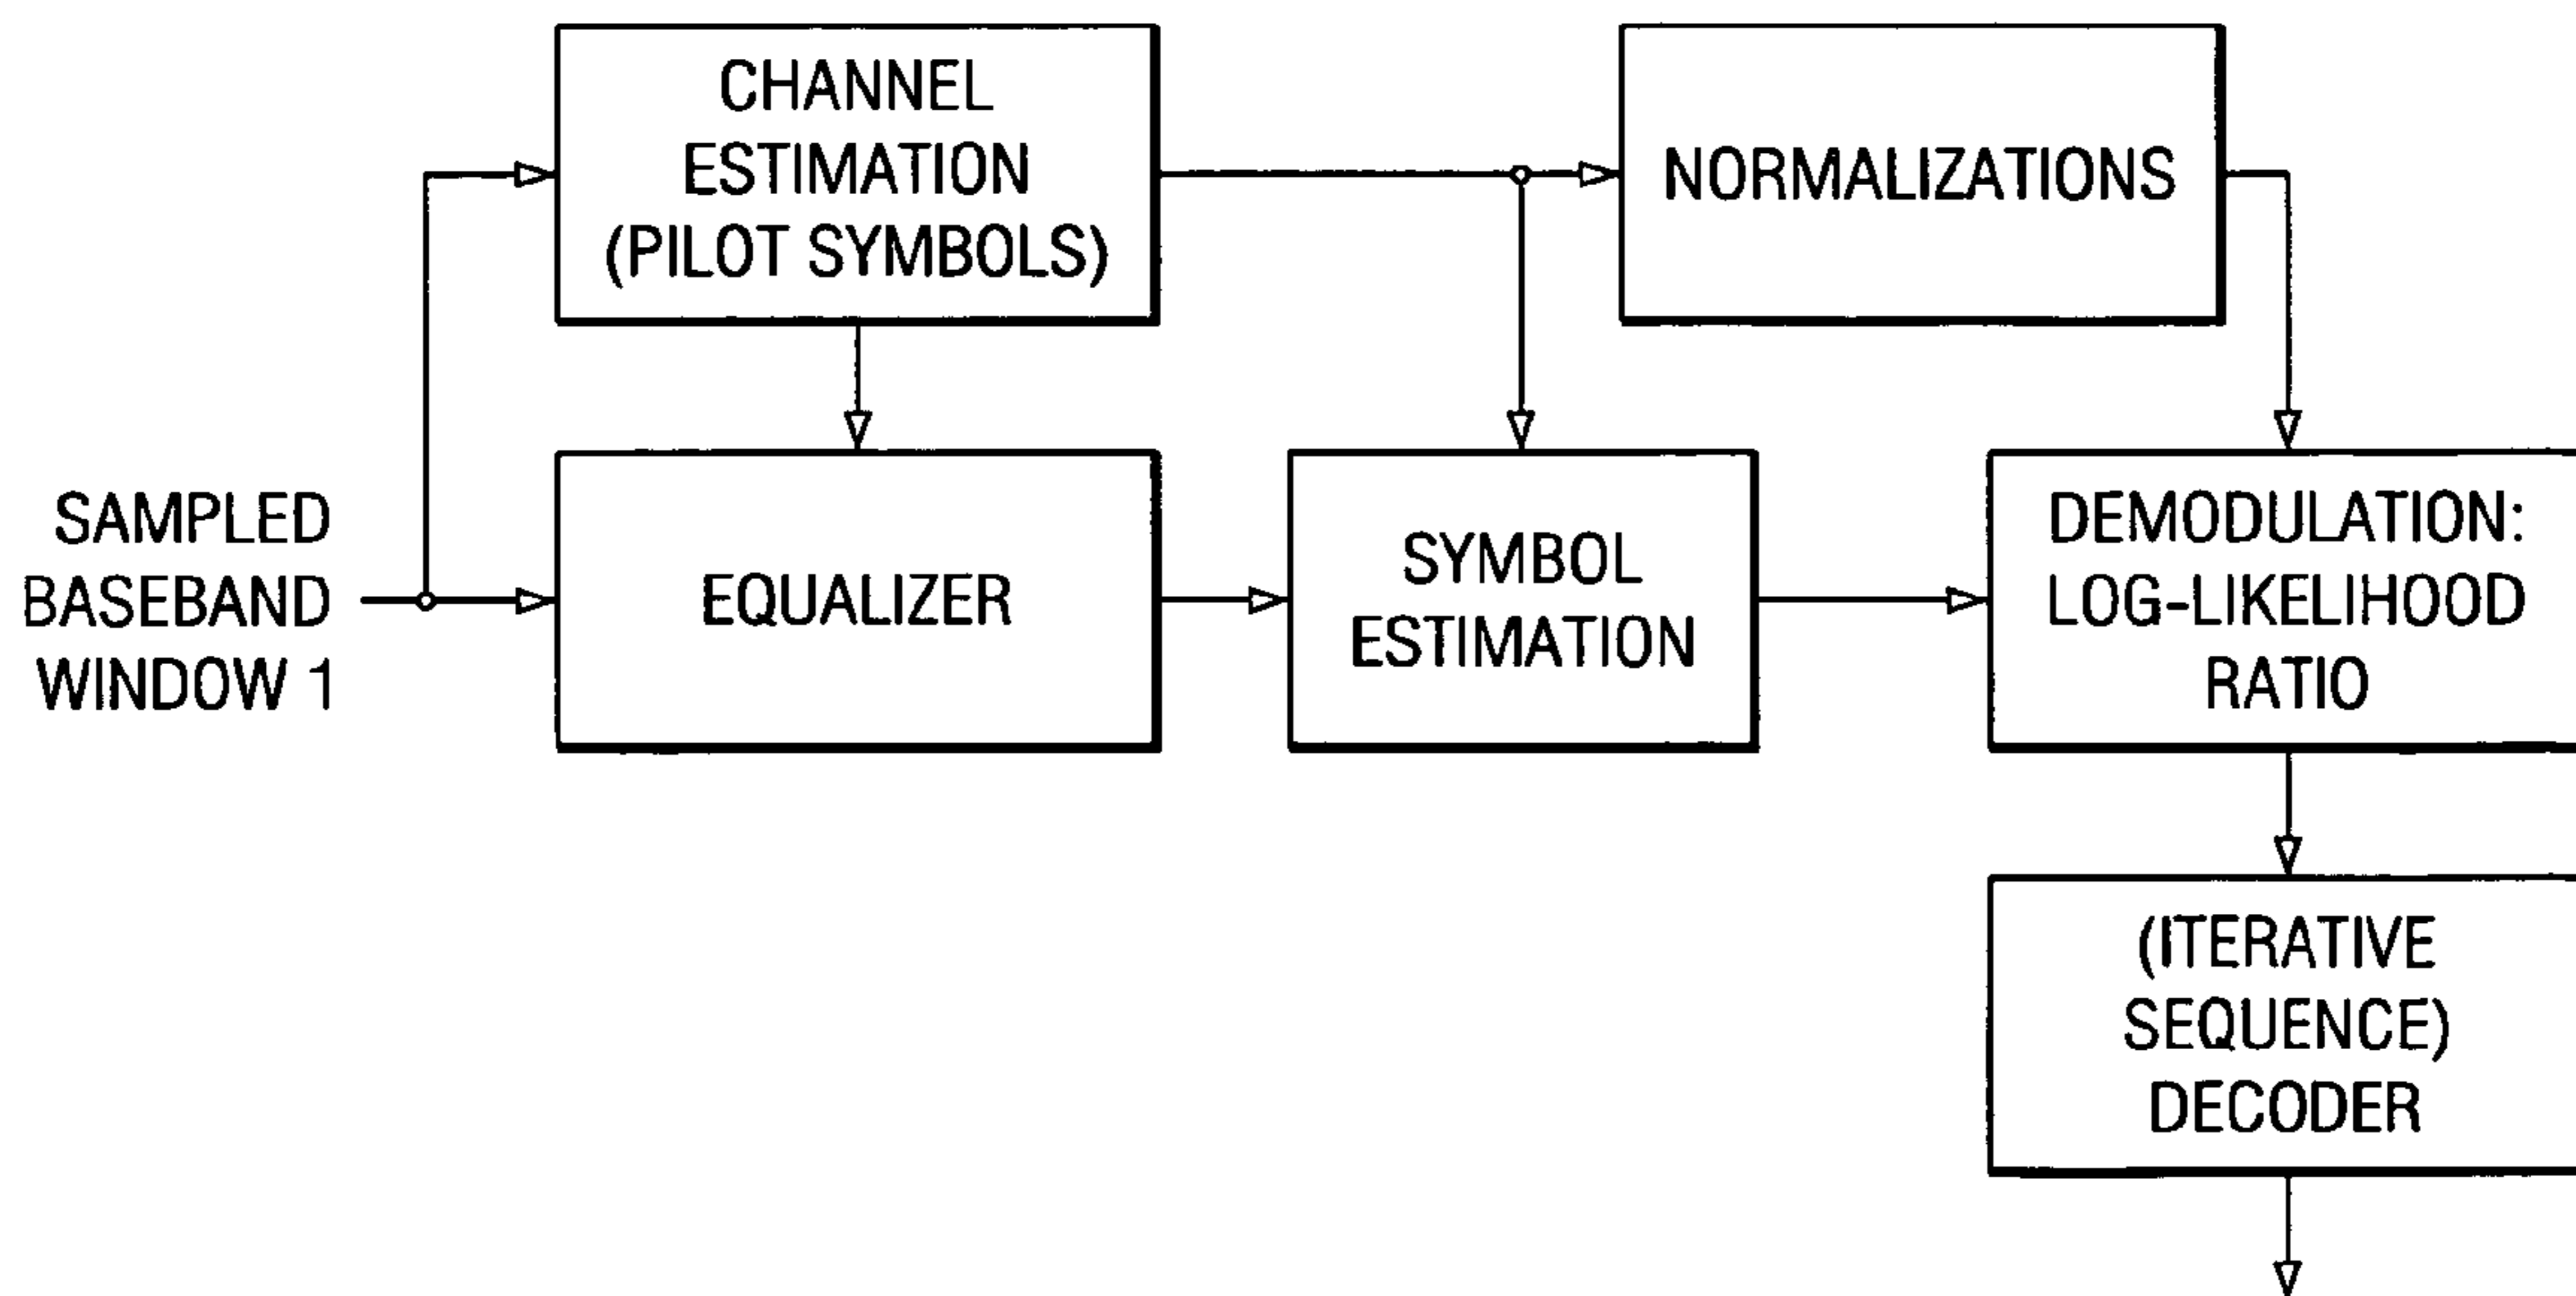 CHANNEL
ESTIMATION
(PILOT SYMBOLS)
NORMALIZATIONS
SAMPLED
BASEBAND
WINDOW 1
EQUALIZER
SYMBOL
ESTIMATION
DEMODULATION:
LOG-LIKELIHOOD
RATIO
(ITERATIVE
SEQUENCE)
DECODER